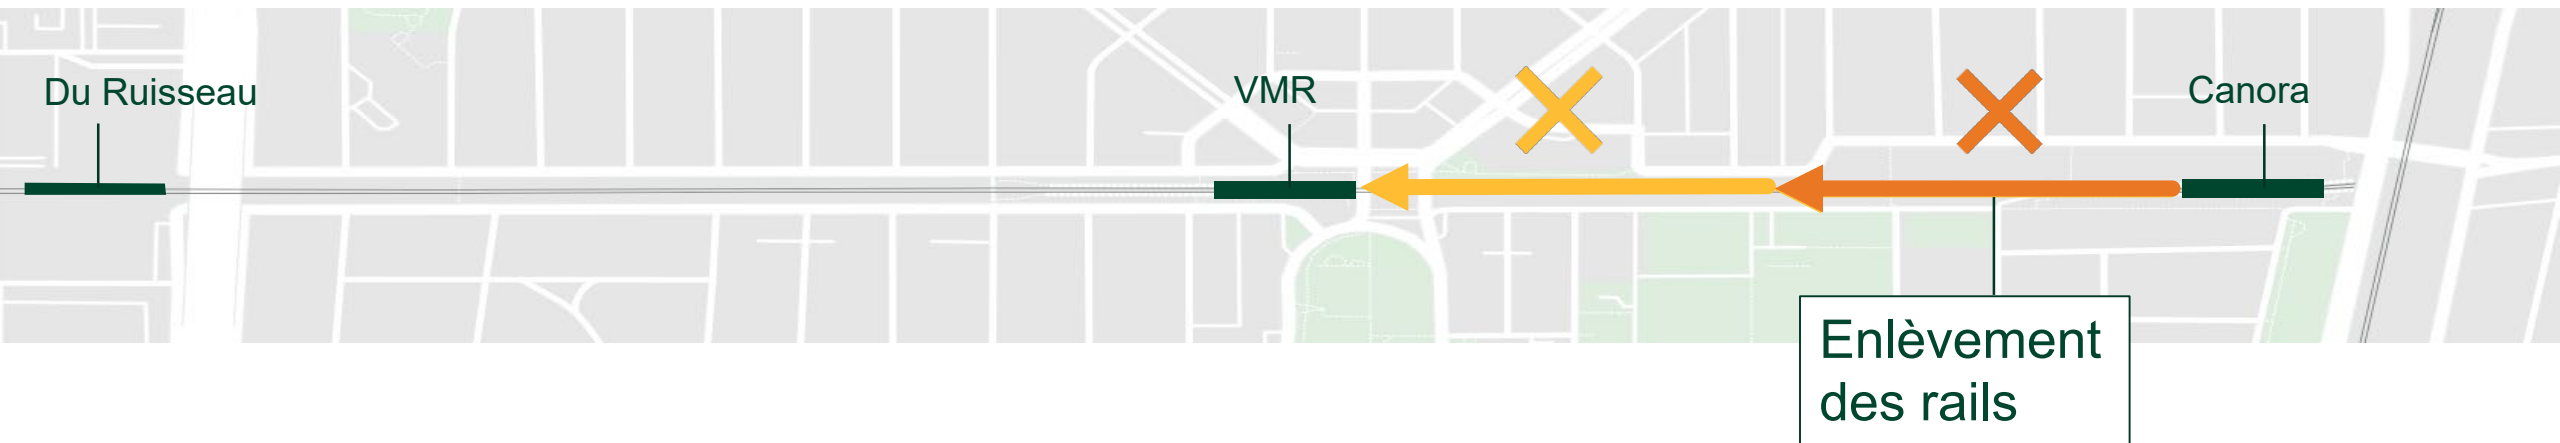 Du Ruisseau
VMR
Canora
Enlèvement
des rails